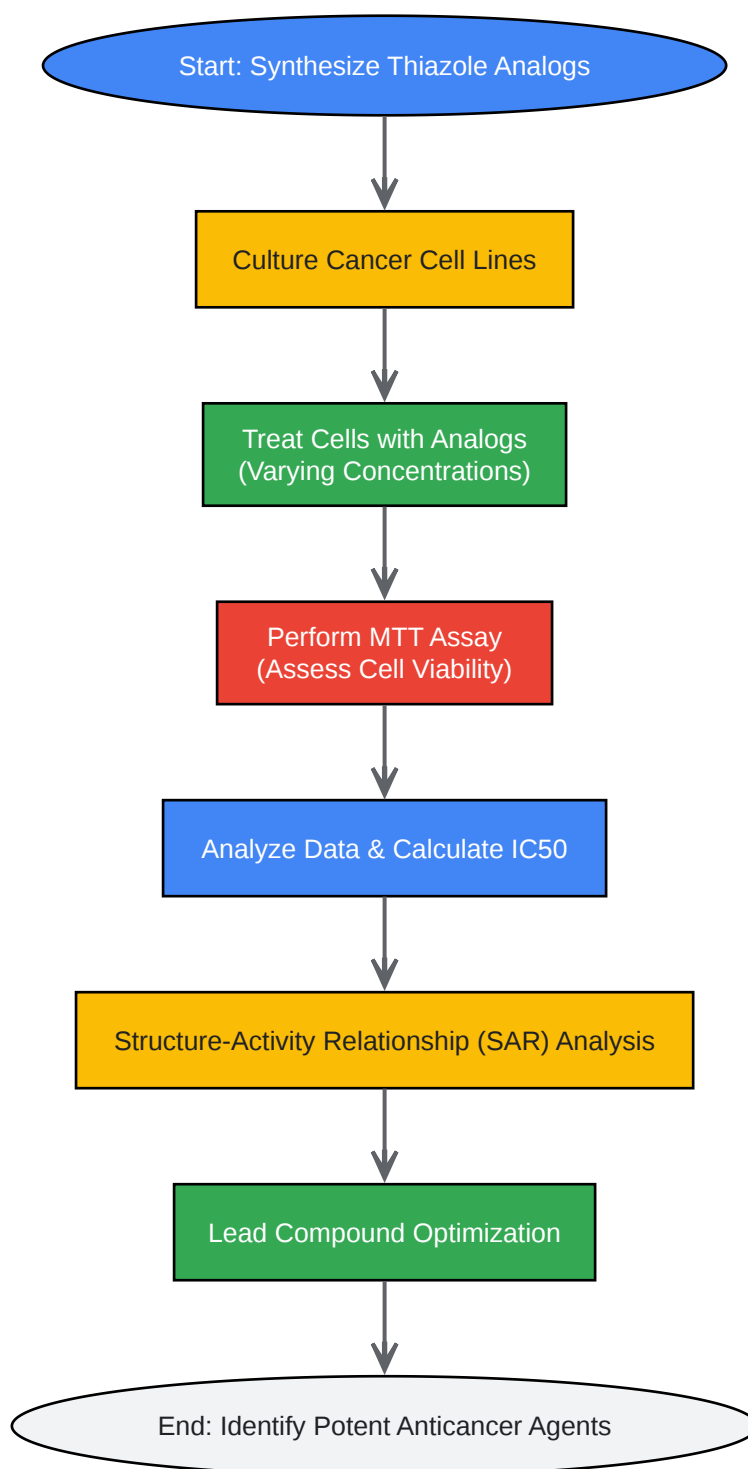 Start: Synthesize Thiazole Analogs
Culture Cancer Cell Lines
Treat Cells with Analogs
(Varying Concentrations)
Perform MTT Assay
(Assess Cell Viability)
Analyze Data & Calculate IC50
Structure-Activity Relationship (SAR) Analysis
Lead Compound Optimization
End: Identify Potent Anticancer Agents